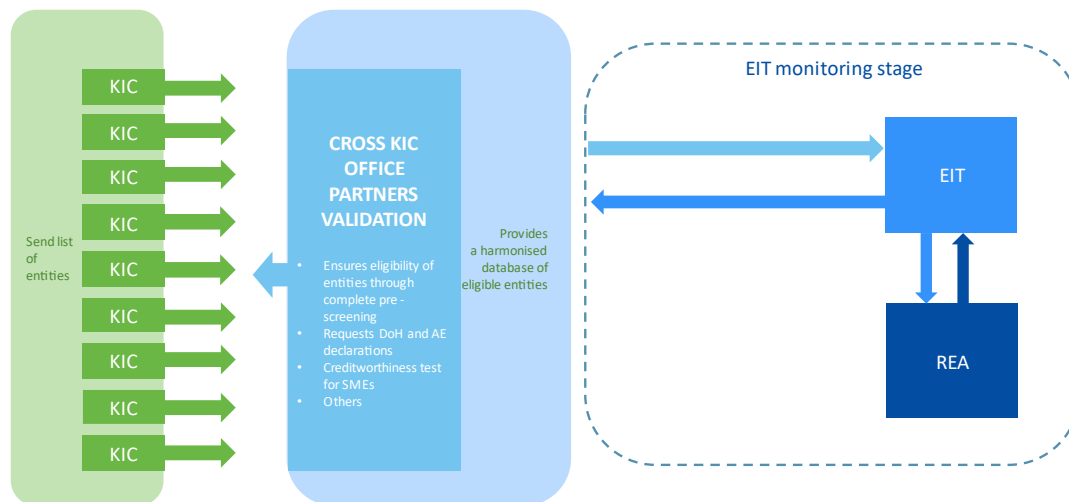 KIC
KIC
KIC
KIC
KIC
KIC
KIC
KIC
KIC
Send list
of
entities
CROSS KIC
OFFICE
PARTNERS
VALIDATION
• Ensures eligibility of
entities through
complete pre -
screening
• Requests DoH and AE
declarations
• Creditworthiness test
for SMEs
• Others
Provides
a harmonised
database of
eligible entities
EIT monitoring stage
EIT
REA